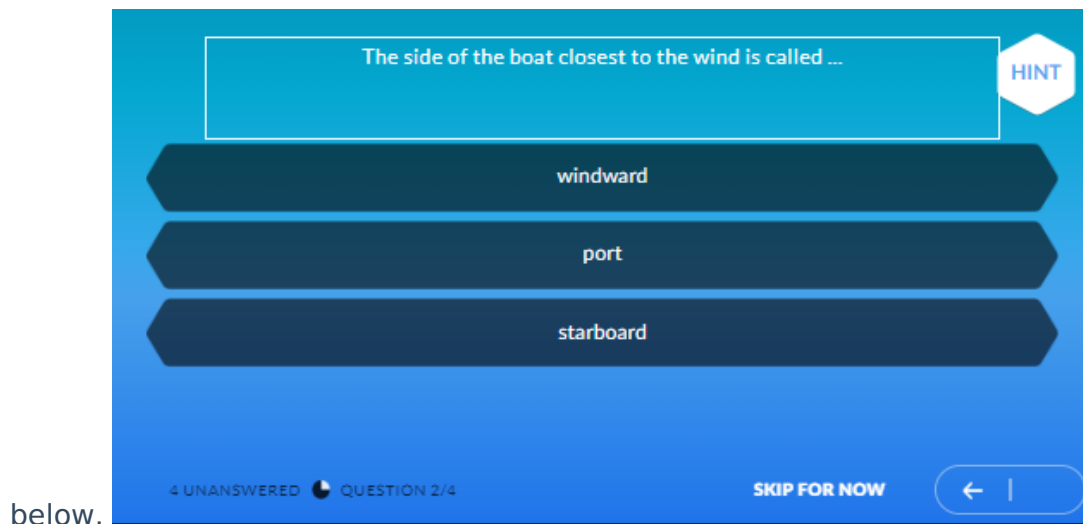 The side of the boat closest to the wind is called ...
HINT
windward
port
starboard
4 UNANSWERED QUESTION 2/4
SKIP FOR NOW
below.